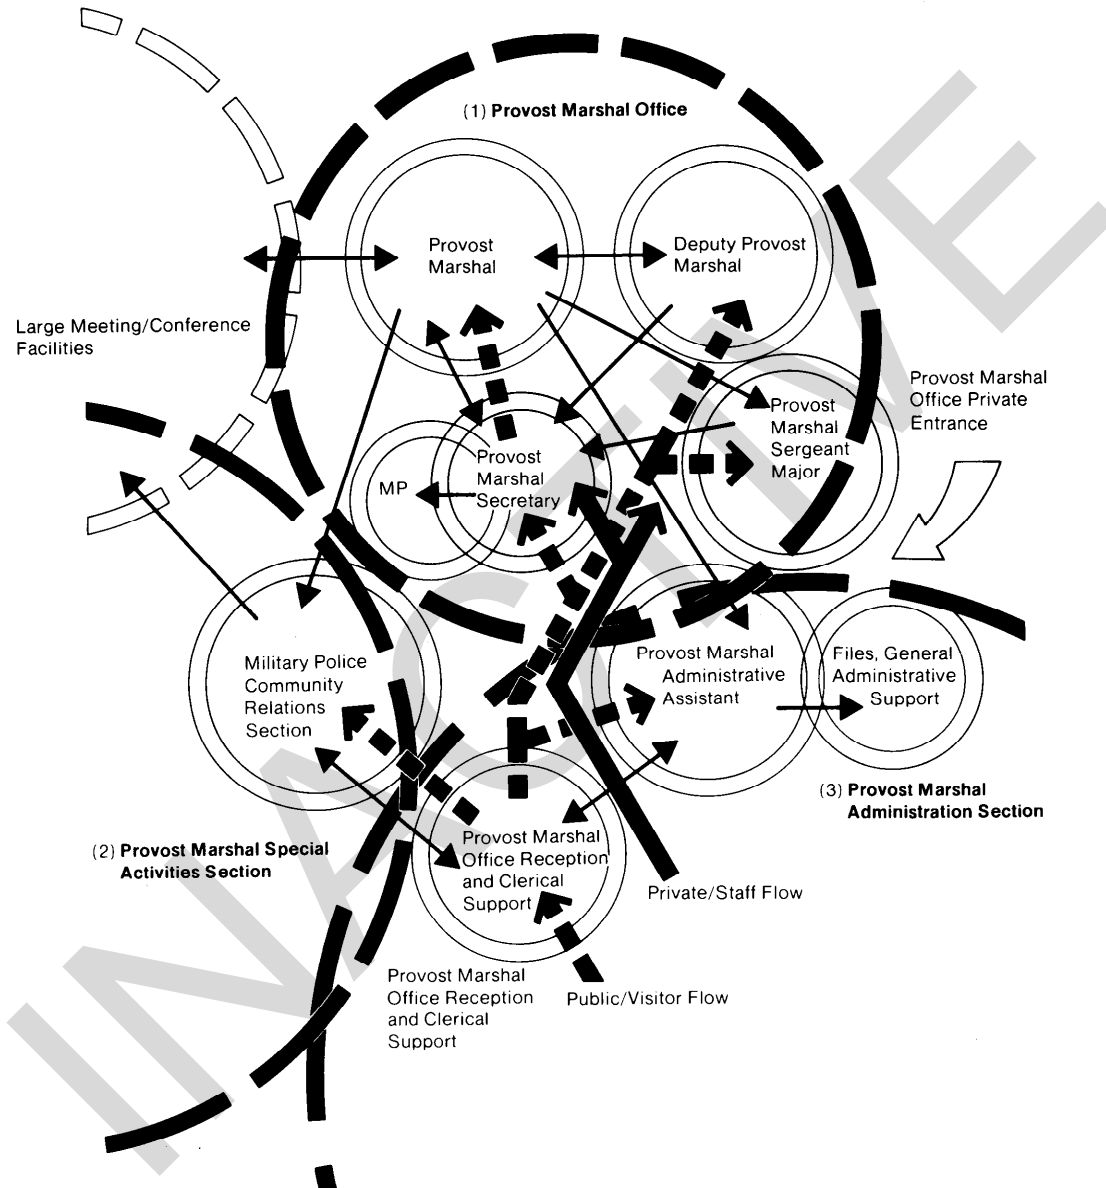 (1) Provost Marshal Office
Provost
Marshal
Deputy Provost
Marshal
Large Meeting/Conference
Facilities
Provost Marshal
Office Private
Entrance
Provost
Marshal
Sergeant
Major
Provost
Marshal
Secretary
MP
Military Police
Community
Relations
Section
Provost Marshal
Administrative
Assistant
Files, General
Administrative
Support
(3) Provost Marshal
Administration Section
(2) Provost Marshal Special
Activities Section
Provost Marshal
Office Reception
and Clerical
Support
Private/Staff Flow
Provost Marshal
Office Reception
and Clerical
Support
Public/Visitor Flow
INACTIVE